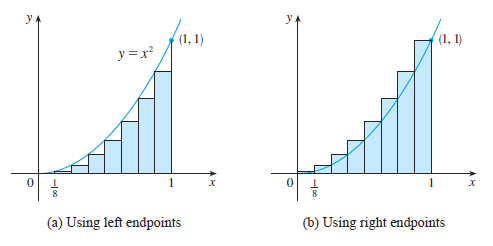 y
(1, 1)
y = x²
0
1/8
1
x
(a) Using left endpoints
y
(1, 1)
0
1/8
1
x
(b) Using right endpoints